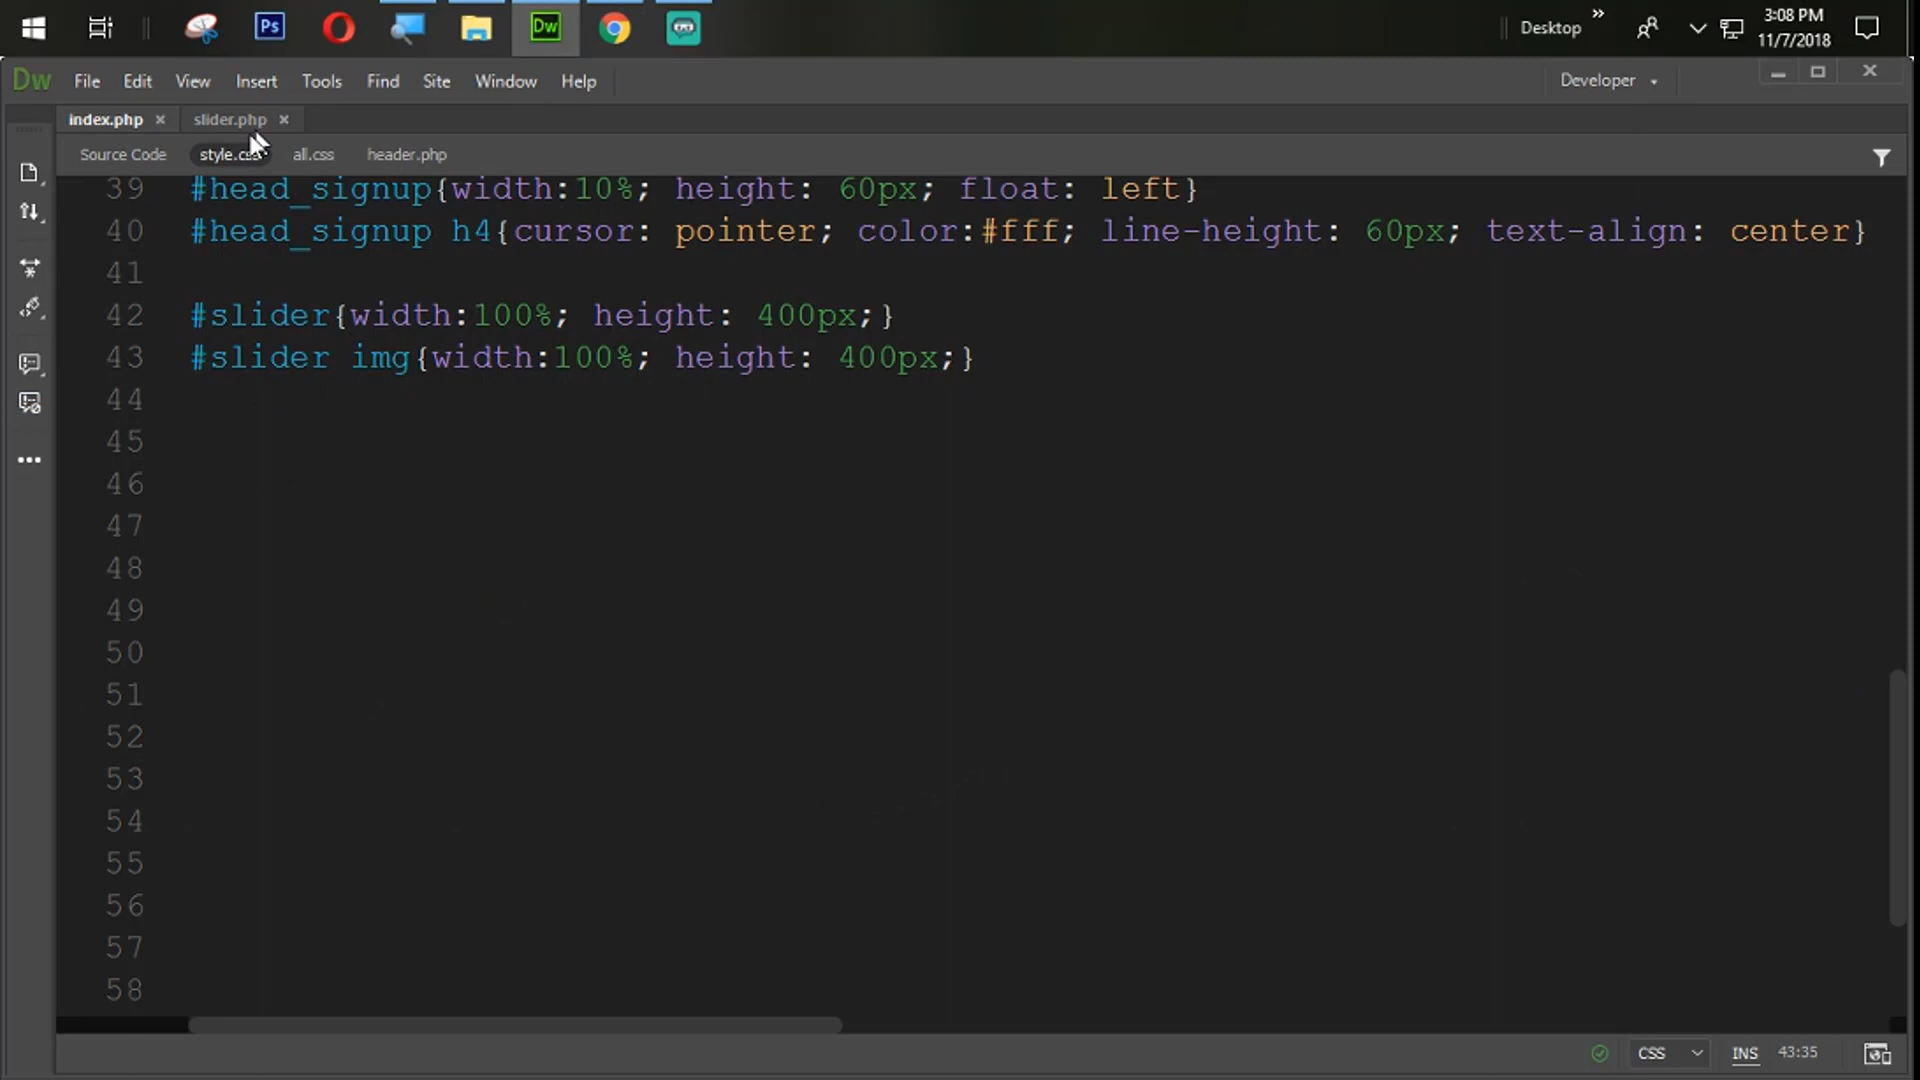 Ps
Dw
Desktop
3:08 PM
11/7/2018
Dw File Edit View Insert Tools Find Site Window Help
Developer
index.php slider.php
Source Code style.css all.css header.php
39 #head_signup{width:10%; height: 60px; float: left}
40 #head_signup h4{cursor: pointer; color:#fff; line-height: 60px; text-align: center}
41
42 #slider{width:100%; height: 400px;}
43 #slider img{width:100%; height: 400px;}
44
45
46
47
48
49
50
51
52
53
54
55
56
57
58
CSS INS 43:35